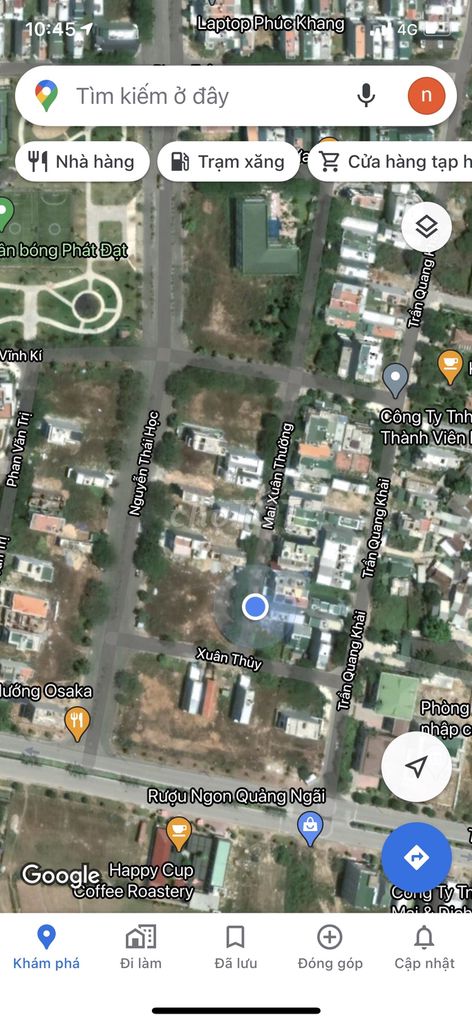 10:45
Laptop Phúc Khang
4G
Tìm kiếm ở đây
n
Nhà hàng
Trạm xăng
Cửa hàng tạp h
ân bóng Phát Đạt
Trần Quang K
Vĩnh Kí
Phan Văn Trị
Nguyễn Thái Học
Mai Xuân Thưởng
Công Ty Tnh
Thành Viên
Trần Quang Khải
Xuân Thủy
Trần Quang Khải
ướng Osaka
Phòng
nhập c
Rượu Ngon Quảng Ngãi
Google
Happy Cup
Coffee Roastery
Công Ty Tn
Mai & Dịch
Khám phá
Đi làm
Đã lưu
Đóng góp
Cập nhật